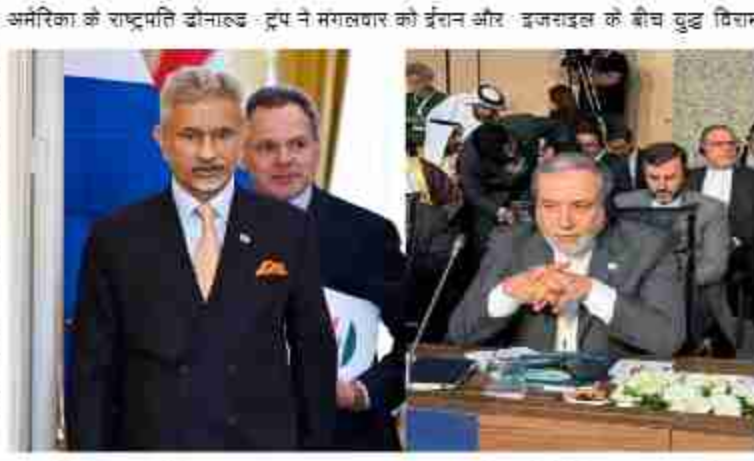 अमेरिका के राष्ट्रपति डोनाल्ड ट्रंप ने मंगलवार को ईरान और इजराइल के बीच युद्ध विराम